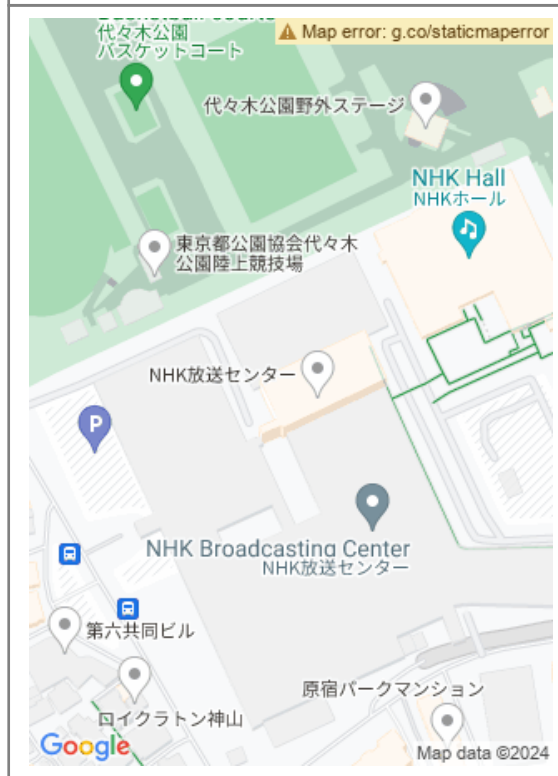 Basketball courts
代々木公園
バスケットコート
Map error: g.co/staticmaperror
代々木公園野外ステージ
NHK Hall
NHKホール
東京都公園協会代々木
公園陸上競技場
NHK放送センター
P
NHK Broadcasting Center
NHK放送センター
第六共同ビル
原宿パークマンション
ロイクラトン神山
Google
Map data ©2024